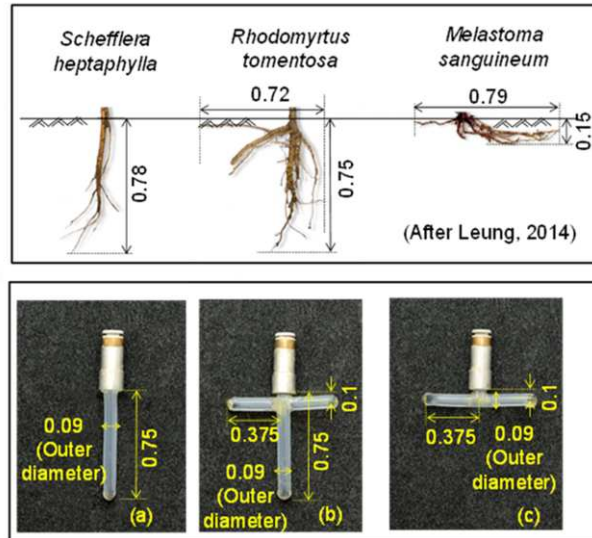 Schefflera
heptaphylla
Rhodomyrtus
tomentosa
Melastoma
sanguineum
0.72
0.79
0.15
0.78
0.75
(After Leung, 2014)
0.09
(Outer
diameter)
0.75
(a)
0.375
0.1
0.75
0.09
(Outer
diameter)
(b)
0.1
0.375
0.09
(Outer
diameter)
(c)